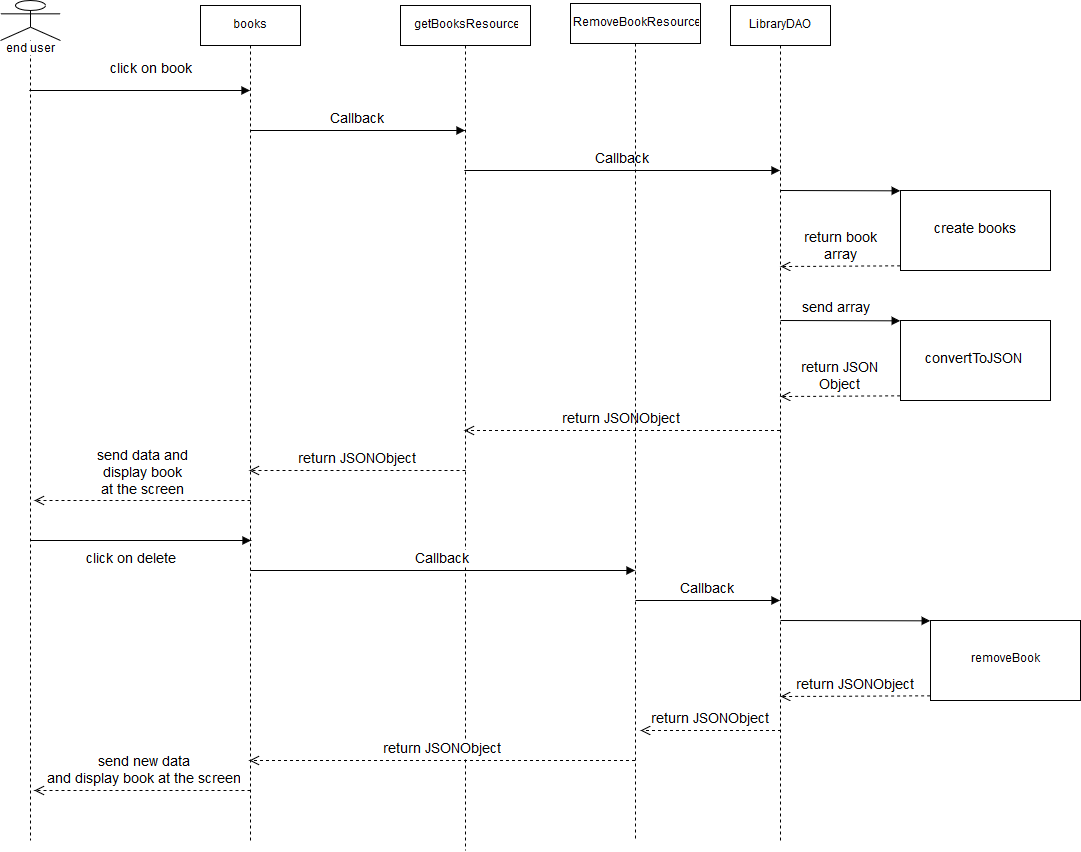 end user
books
getBooksResource
RemoveBookResource
LibraryDAO
click on book
Callback
Callback
create books
return book
array
send array
convertToJSON
return JSON
Object
return JSONObject
return JSONObject
send data and
display book
at the screen
click on delete
Callback
Callback
removeBook
return JSONObject
return JSONObject
return JSONObject
send new data
and display book at the screen